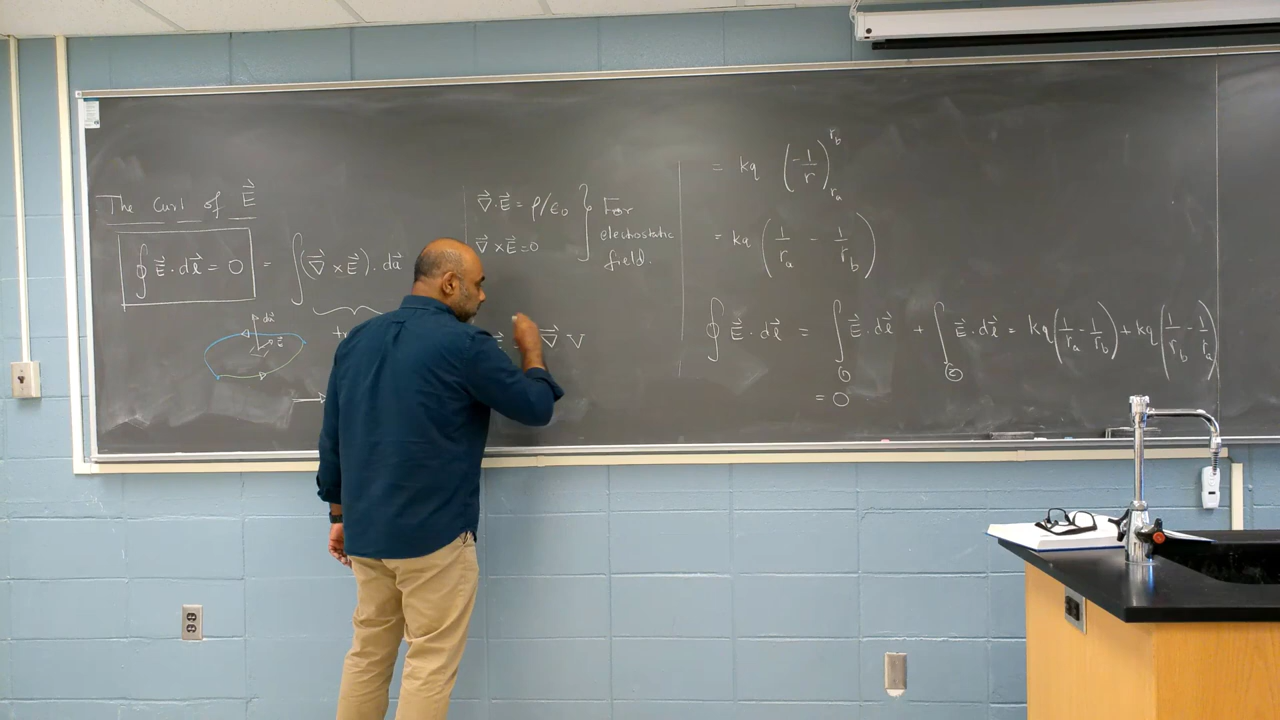 The Curl of E⃗
∮ E⃗ . dl⃗ = 0 = ∫ (∇⃗ × E⃗) . da⃗
da⃗
∇⃗ . E⃗ = ρ/ε₀
∇⃗ × E⃗ = 0
For
electrostatic
field.
∇⃗ V
= kq (-1/r) r_b r_a
= kq (1/r_a - 1/r_b)
∮ E⃗ . dl⃗ = ∫ E⃗ . dl⃗ + ∫ E⃗ . dl⃗ = kq (1/r_a - 1/r_b) + kq (1/r_b - 1/r_a)
= 0